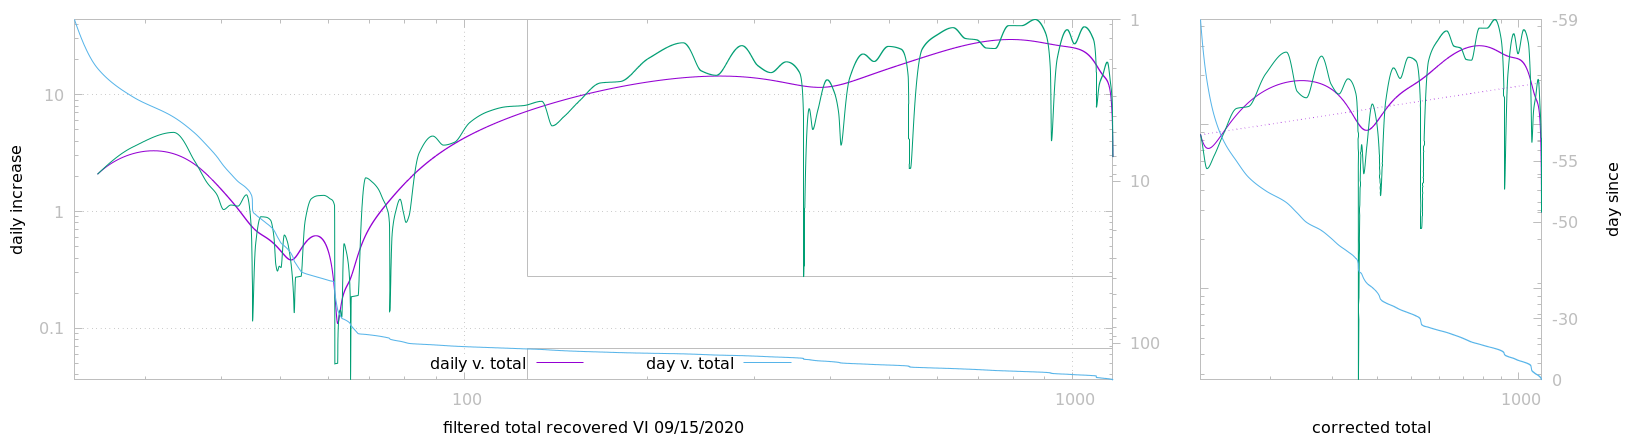 10
1
0.1
daily increase
100
1000
1
10
100
daily v. total
day v. total
filtered total recovered VI 09/15/2020
-59
-55
-50
-30
0
day since
1000
corrected total